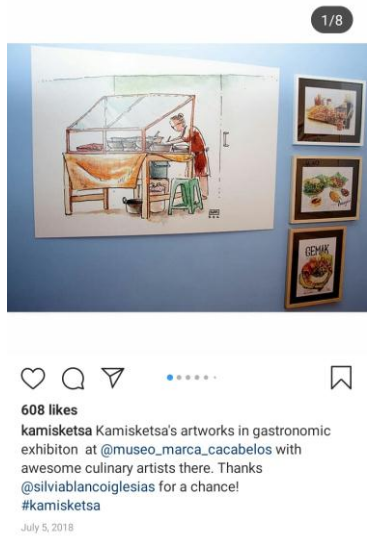 1/8
GEMUK
608 likes
kamisketsa Kamisketsa's artworks in gastronomic
exhibiton at @museo_marca_cacabelos with
awesome culinary artists there. Thanks
@silviablancoiglesias for a chance!
#kamisketsa
July 5, 2018